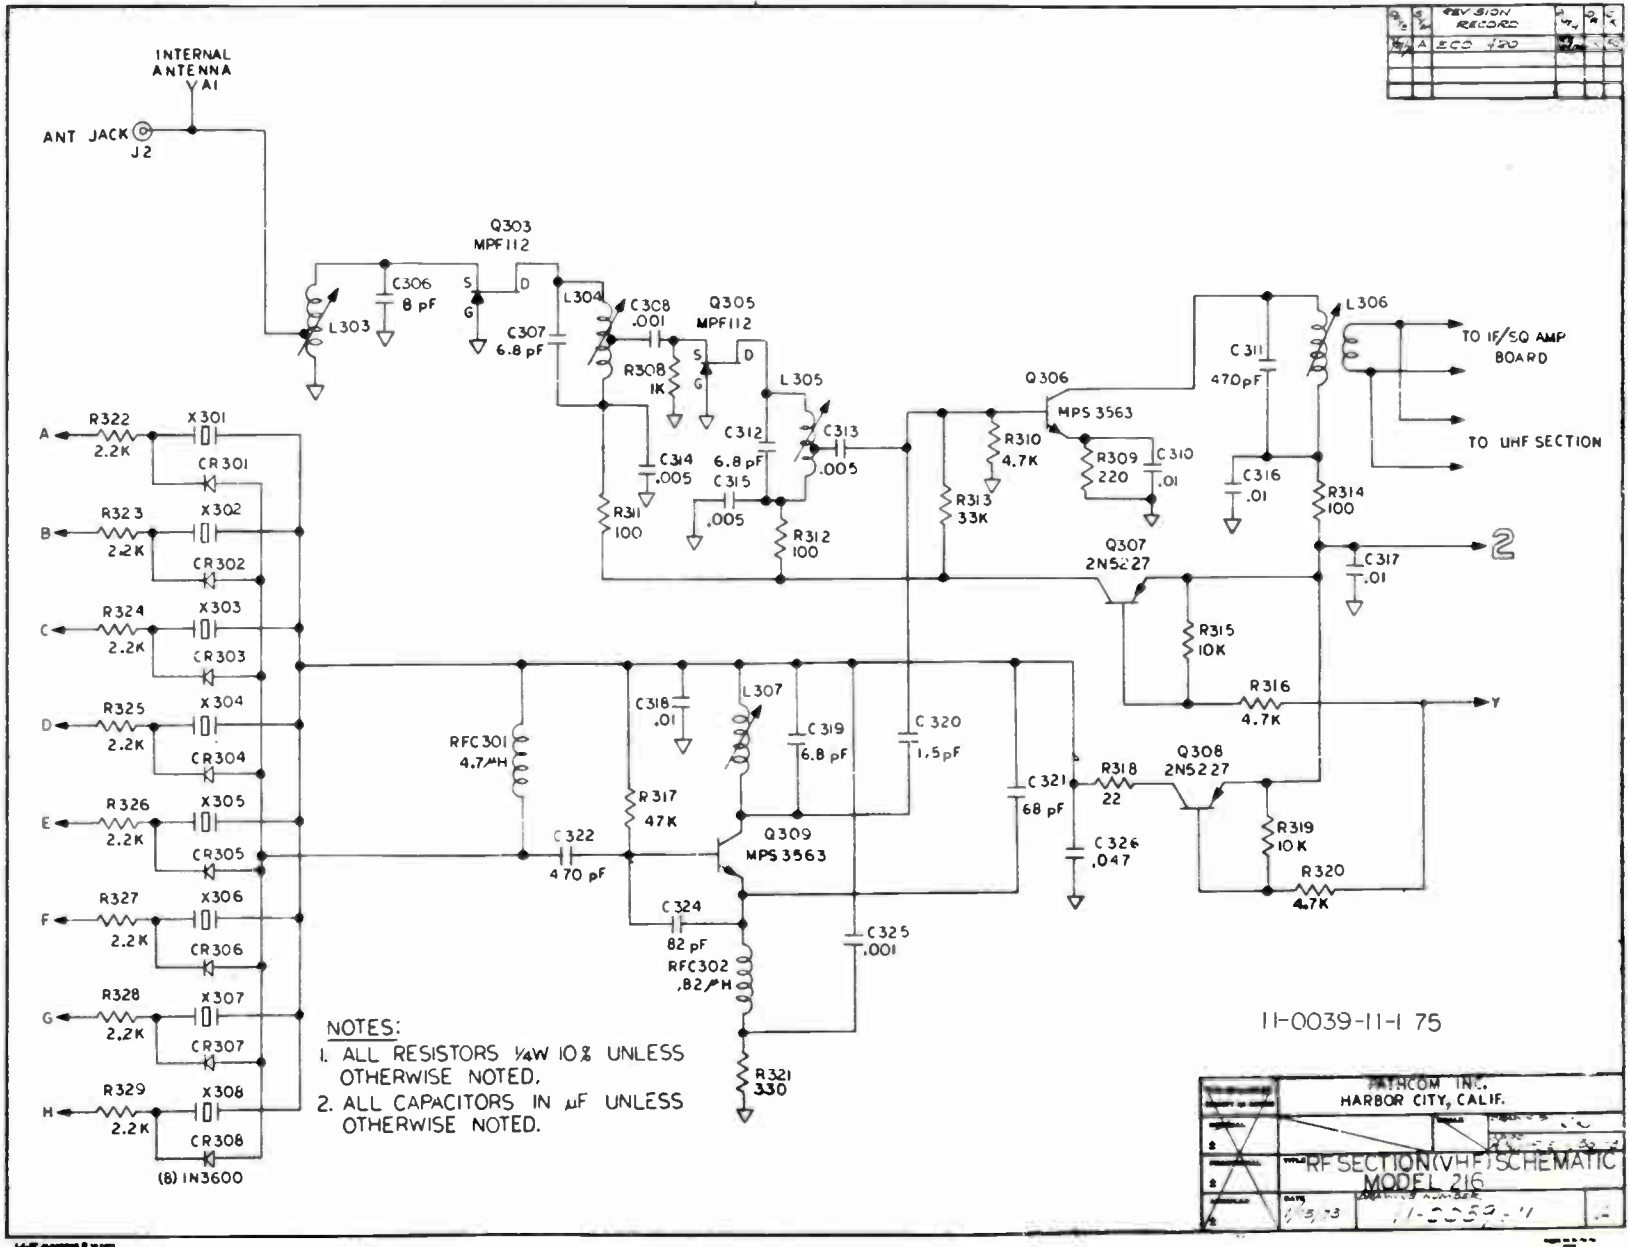 REVISION
RECORD
A ECO 420
INTERNAL
ANTENNA
A1
ANT JACK
J2
Q303
MPF112
S
D
G
C306
8 pF
L303
L304
C307
6.8 pF
C308
.001
Q305
MPF112
S
D
G
R308
1K
L305
C312
6.8 pF
C313
.005
C314
.005
C315
.005
R311
100
R312
100
Q306
MPS 3563
R310
4.7K
R309
220
C310
.01
R313
33K
C311
470 pF
L306
TO IF/SQ AMP
BOARD
TO UHF SECTION
C316
.01
R314
100
2
C317
.01
Q307
2N5227
R315
10K
R316
4.7K
Y
Q308
2N5227
R318
22
R319
10K
R320
4.7K
C326
.047
C321
68 pF
C320
1.5 pF
L307
C318
.01
C319
6.8 pF
RFC301
4.7µH
R317
47K
C322
470 pF
Q309
MPS 3563
C324
82 pF
C325
.001
RFC302
.82µH
R321
330
A
R322
2.2K
X301
CR301
B
R323
2.2K
X302
CR302
C
R324
2.2K
X303
CR303
D
R325
2.2K
X304
CR304
E
R326
2.2K
X305
CR305
F
R327
2.2K
X306
CR306
G
R328
2.2K
X307
CR307
H
R329
2.2K
X308
CR308
(8) 1N3600
NOTES:
1. ALL RESISTORS ¼W 10% UNLESS
OTHERWISE NOTED.
2. ALL CAPACITORS IN µF UNLESS
OTHERWISE NOTED.
11-0039-11-1 75
PATHCOM INC.
HARBOR CITY, CALIF.
TITLE
RF SECTION (VHF) SCHEMATIC
MODEL 216
DATE
DRAWING NUMBER